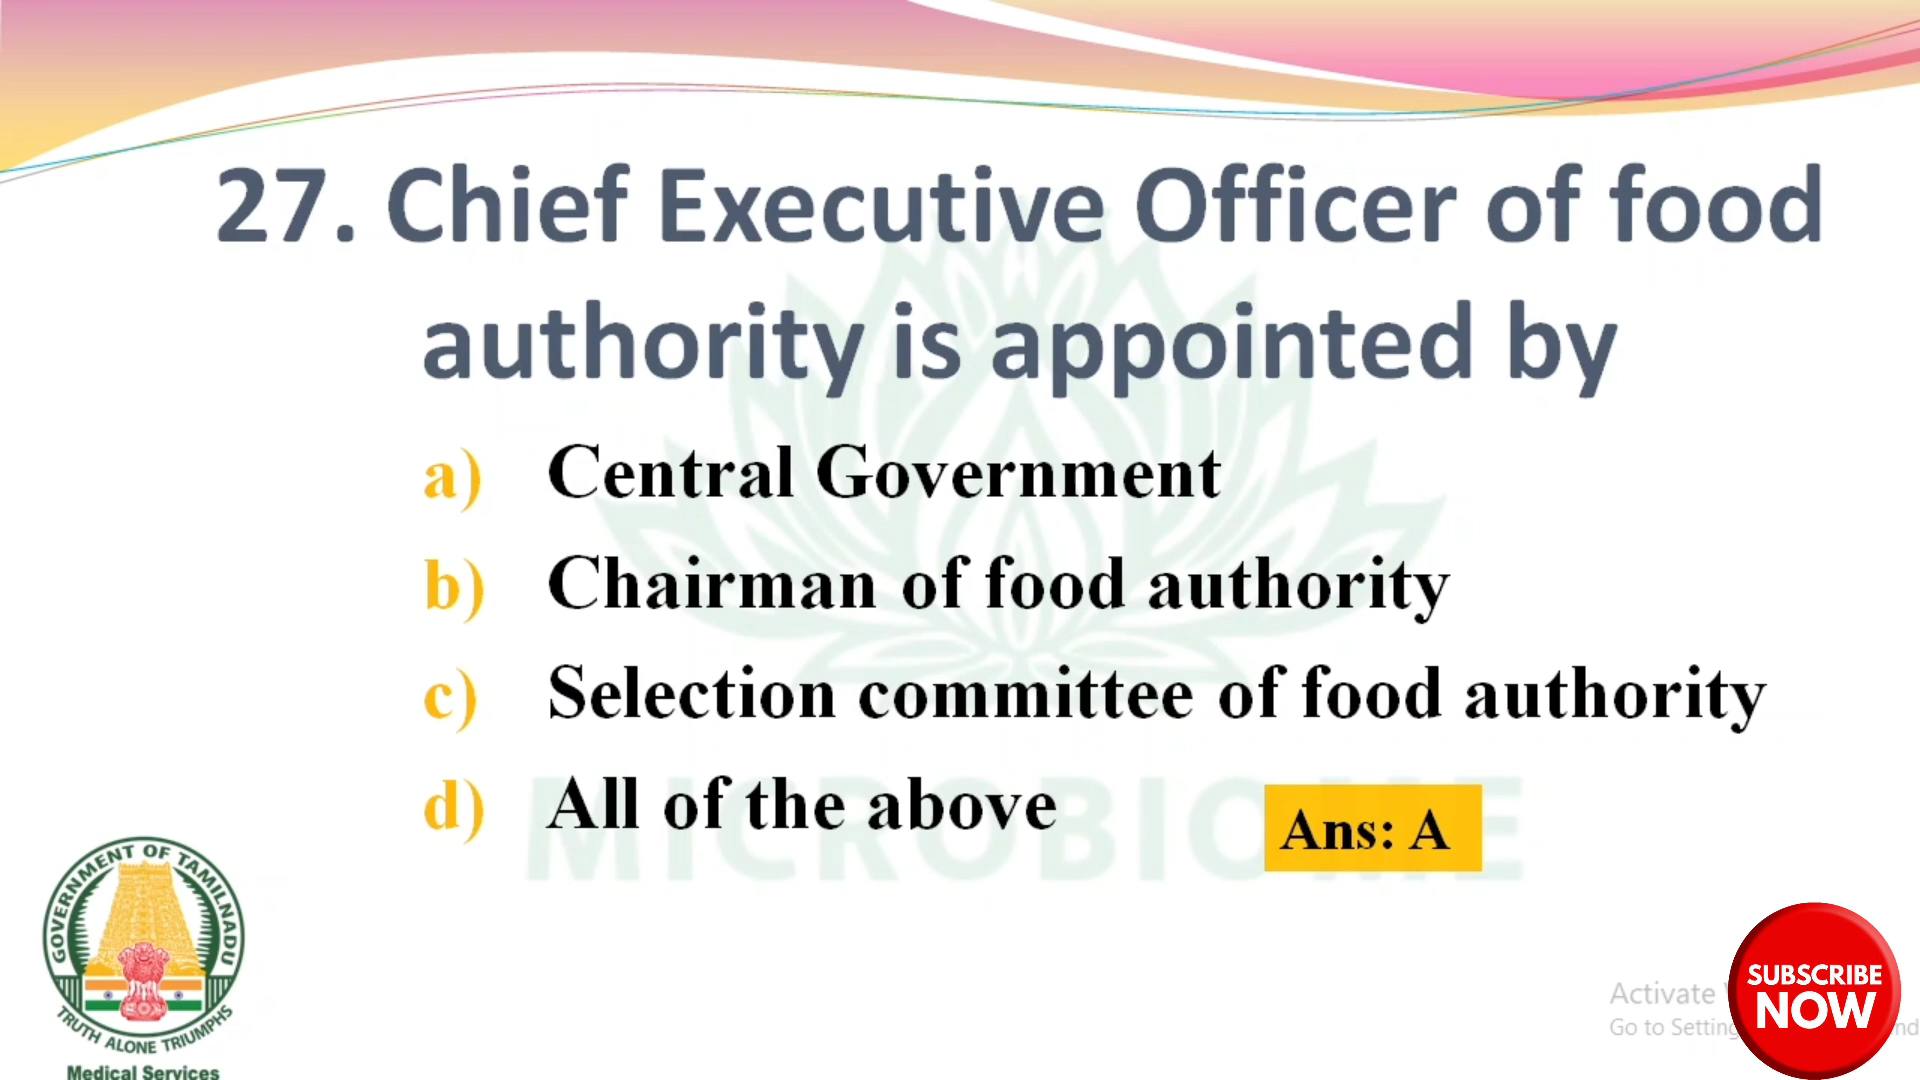 27. Chief Executive Officer of food
authority is appointed by
a) Central Government
b) Chairman of food authority
c) Selection committee of food authority
d) All of the above
Ans: A
MICROBIOME
GOVERNMENT OF TAMILNADU
TRUTH ALONE TRIUMPHS
Medical Services
Activate
Go to Setting
SUBSCRIBE
NOW